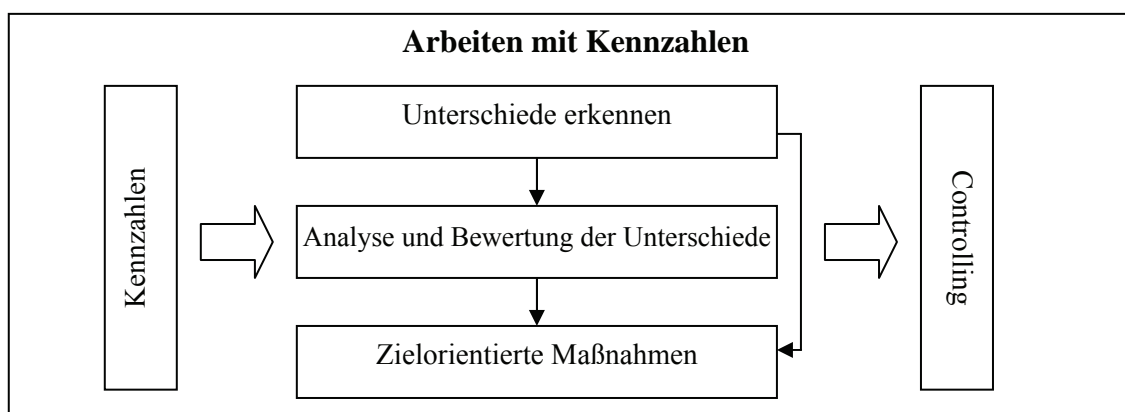 Arbeiten mit Kennzahlen
Kennzahlen
Unterschiede erkennen
Analyse und Bewertung der Unterschiede
Zielorientierte Maßnahmen
Controlling